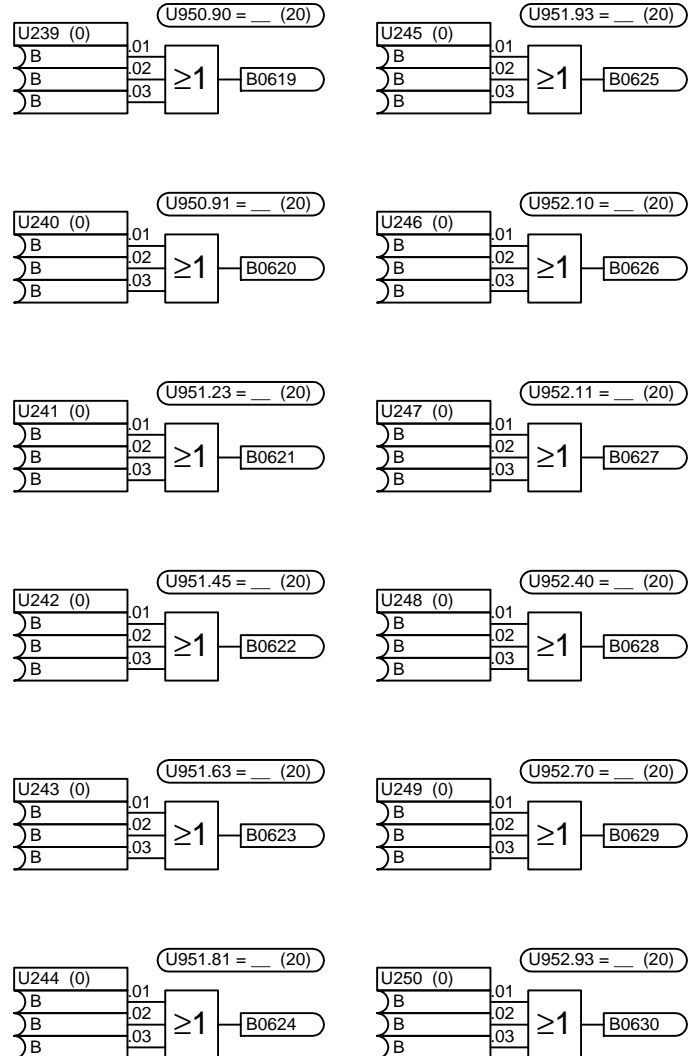 U950.90 = __ (20)
U239 (0)
.01
B
.02
B
.03
B
≥1
B0619
U950.91 = __ (20)
U240 (0)
.01
B
.02
B
.03
B
≥1
B0620
U951.23 = __ (20)
U241 (0)
.01
B
.02
B
.03
B
≥1
B0621
U951.45 = __ (20)
U242 (0)
.01
B
.02
B
.03
B
≥1
B0622
U951.63 = __ (20)
U243 (0)
.01
B
.02
B
.03
B
≥1
B0623
U951.81 = __ (20)
U244 (0)
.01
B
.02
B
.03
B
≥1
B0624
U951.93 = __ (20)
U245 (0)
.01
B
.02
B
.03
B
≥1
B0625
U952.10 = __ (20)
U246 (0)
.01
B
.02
B
.03
B
≥1
B0626
U952.11 = __ (20)
U247 (0)
.01
B
.02
B
.03
B
≥1
B0627
U952.40 = __ (20)
U248 (0)
.01
B
.02
B
.03
B
≥1
B0628
U952.70 = __ (20)
U249 (0)
.01
B
.02
B
.03
B
≥1
B0629
U952.93 = __ (20)
U250 (0)
.01
B
.02
B
.03
B
≥1
B0630